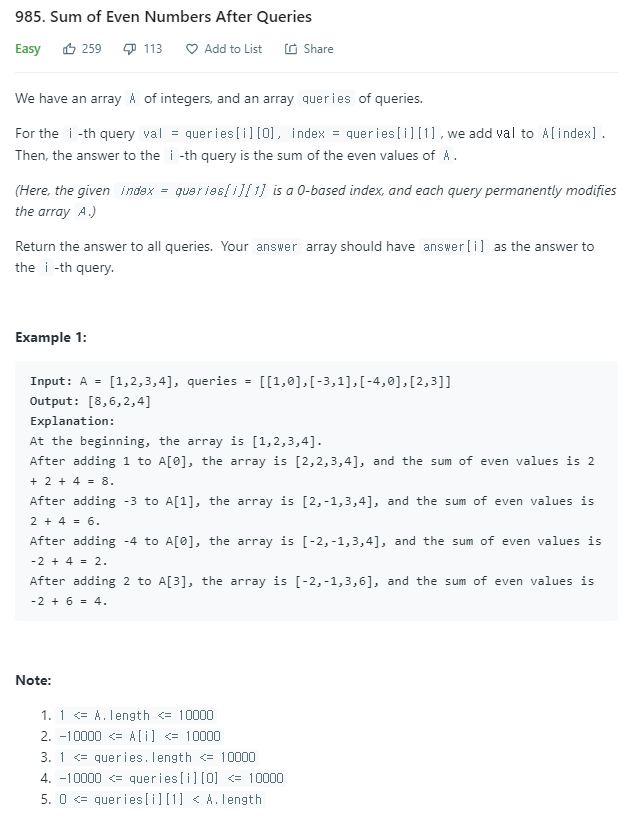 985. Sum of Even Numbers After Queries
Easy 259 113 Add to List Share
We have an array A of integers, and an array queries of queries.
For the i -th query val = queries[i][0], index = queries[i][1] , we add val to A[index] .
Then, the answer to the i -th query is the sum of the even values of A .
(Here, the given index = queries[i][1] is a 0-based index, and each query permanently modifies
the array A .)
Return the answer to all queries. Your answer array should have answer[i] as the answer to
the i -th query.
Example 1:
Input: A = [1,2,3,4], queries = [[1,0],[-3,1],[-4,0],[2,3]]
Output: [8,6,2,4]
Explanation:
At the beginning, the array is [1,2,3,4].
After adding 1 to A[0], the array is [2,2,3,4], and the sum of even values is 2
+ 2 + 4 = 8.
After adding -3 to A[1], the array is [2,-1,3,4], and the sum of even values is
2 + 4 = 6.
After adding -4 to A[0], the array is [-2,-1,3,4], and the sum of even values is
-2 + 4 = 2.
After adding 2 to A[3], the array is [-2,-1,3,6], and the sum of even values is
-2 + 6 = 4.
Note:
1. 1 <= A.length <= 10000
2. -10000 <= A[i] <= 10000
3. 1 <= queries.length <= 10000
4. -10000 <= queries[i][0] <= 10000
5. 0 <= queries[i][1] < A.length